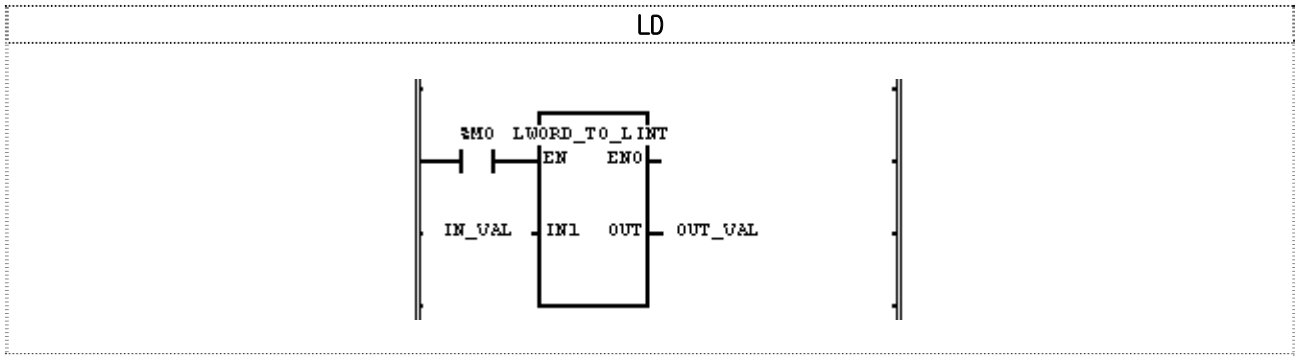 LD
%M0 LWORD_TO_LINT
EN ENO
IN_VAL IN1 OUT OUT_VAL